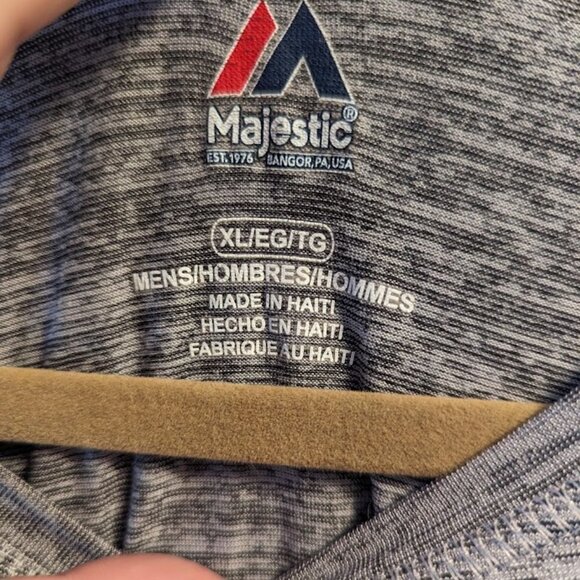 Majestic®
EST. 1976 BANGOR, PA, USA
XL/EG/TG
MENS/HOMBRES/HOMMES
MADE IN HAITI
HECHO EN HAITI
FABRIQUE AU HAITI